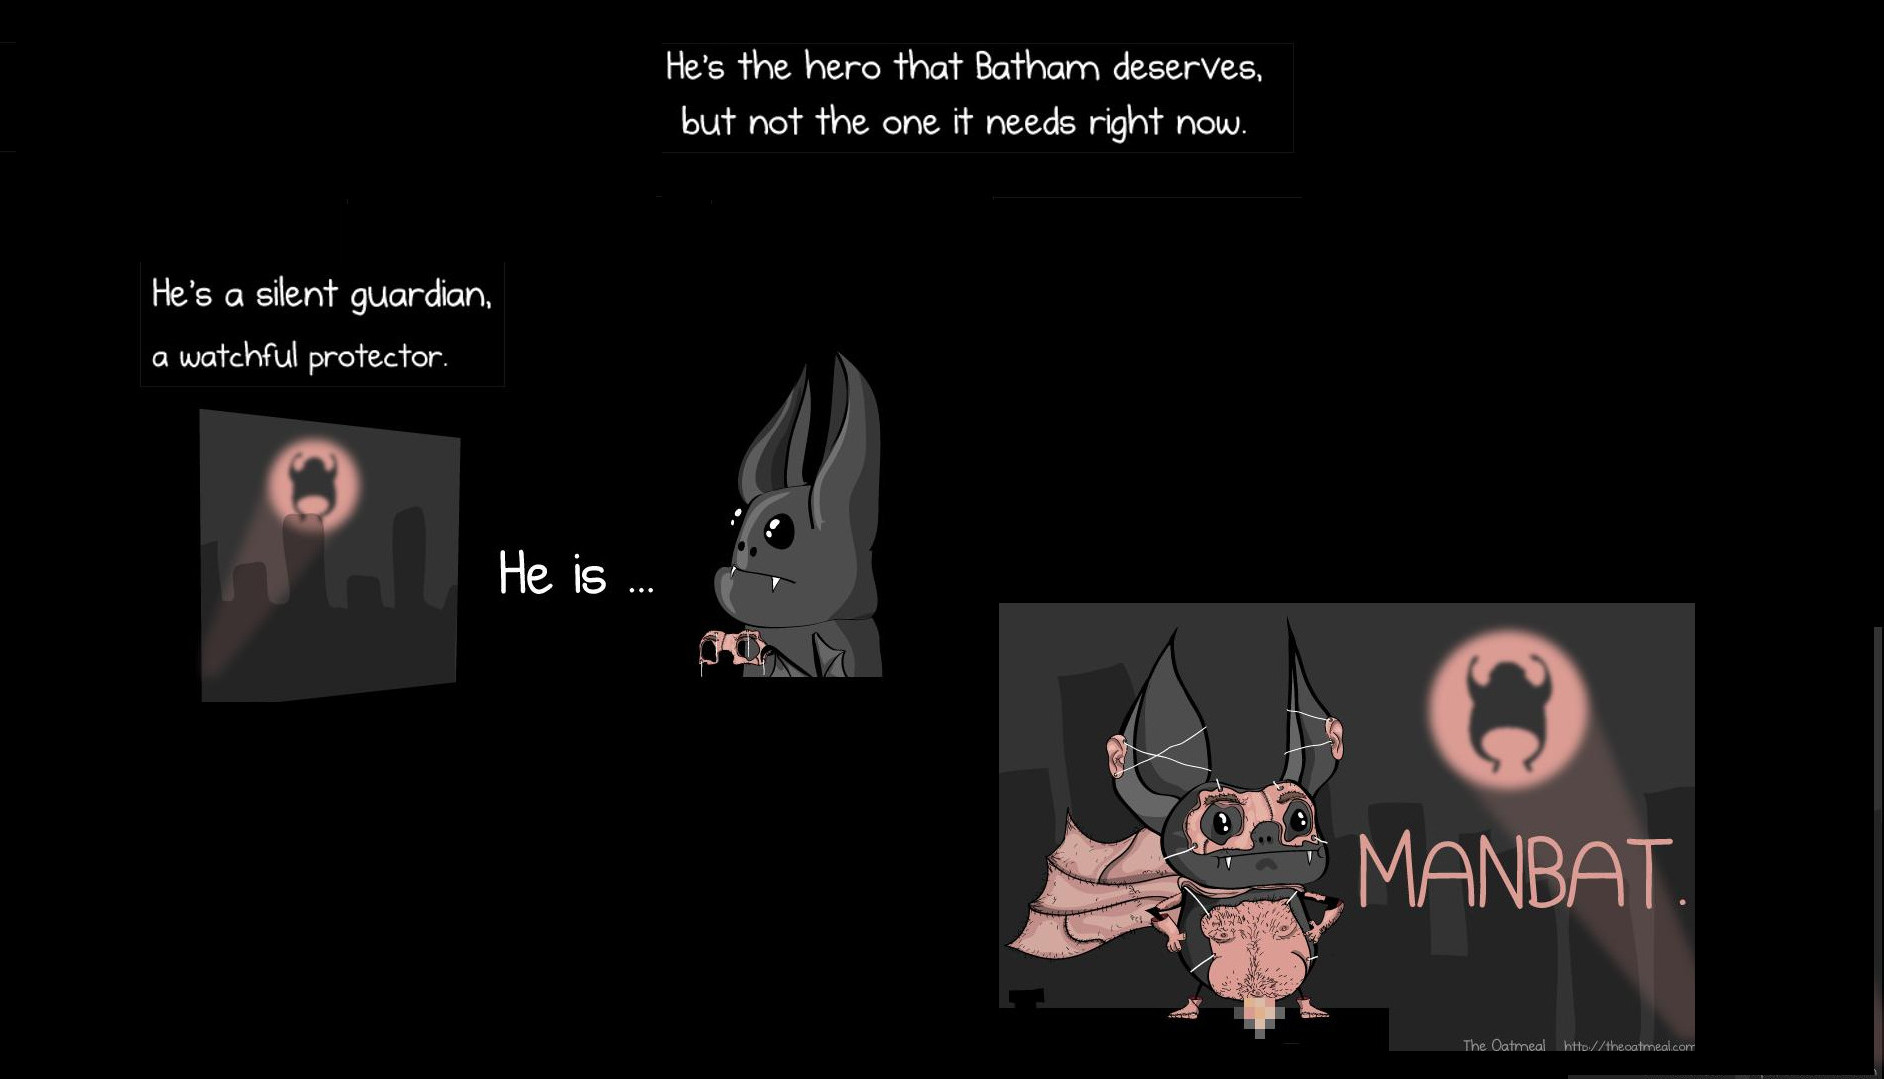 He's the hero that Batham deserves,
but not the one it needs right now.
He's a silent guardian,
a watchful protector.
He is ...
MANBAT.
The Oatmeal http://theoatmeal.com